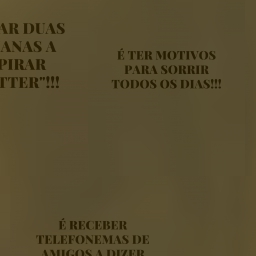 AR DUAS
ANAS A
PIRAR
TTER"!!!
É TER MOTIVOS
PARA SORRIR
TODOS OS DIAS!!!
É RECEBER
TELEFONEMAS DE
AMIGOS A DIZER